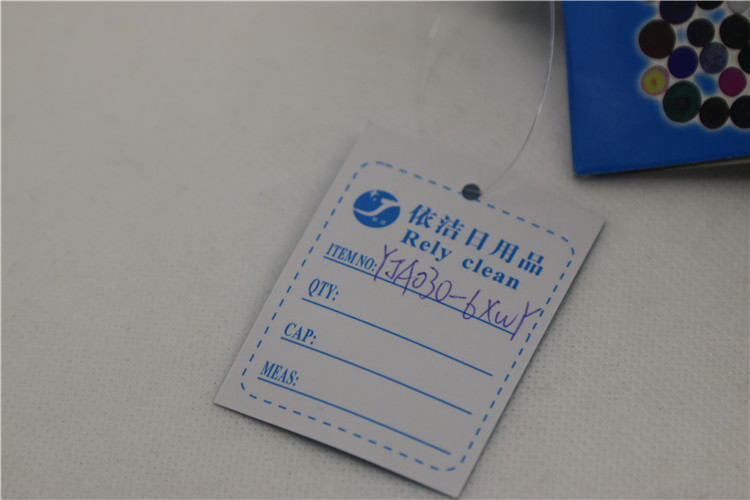 依洁日用品
Rely clean
ITEM NO: YJA030-6XWY
QTY:
CAP:
MEAS: